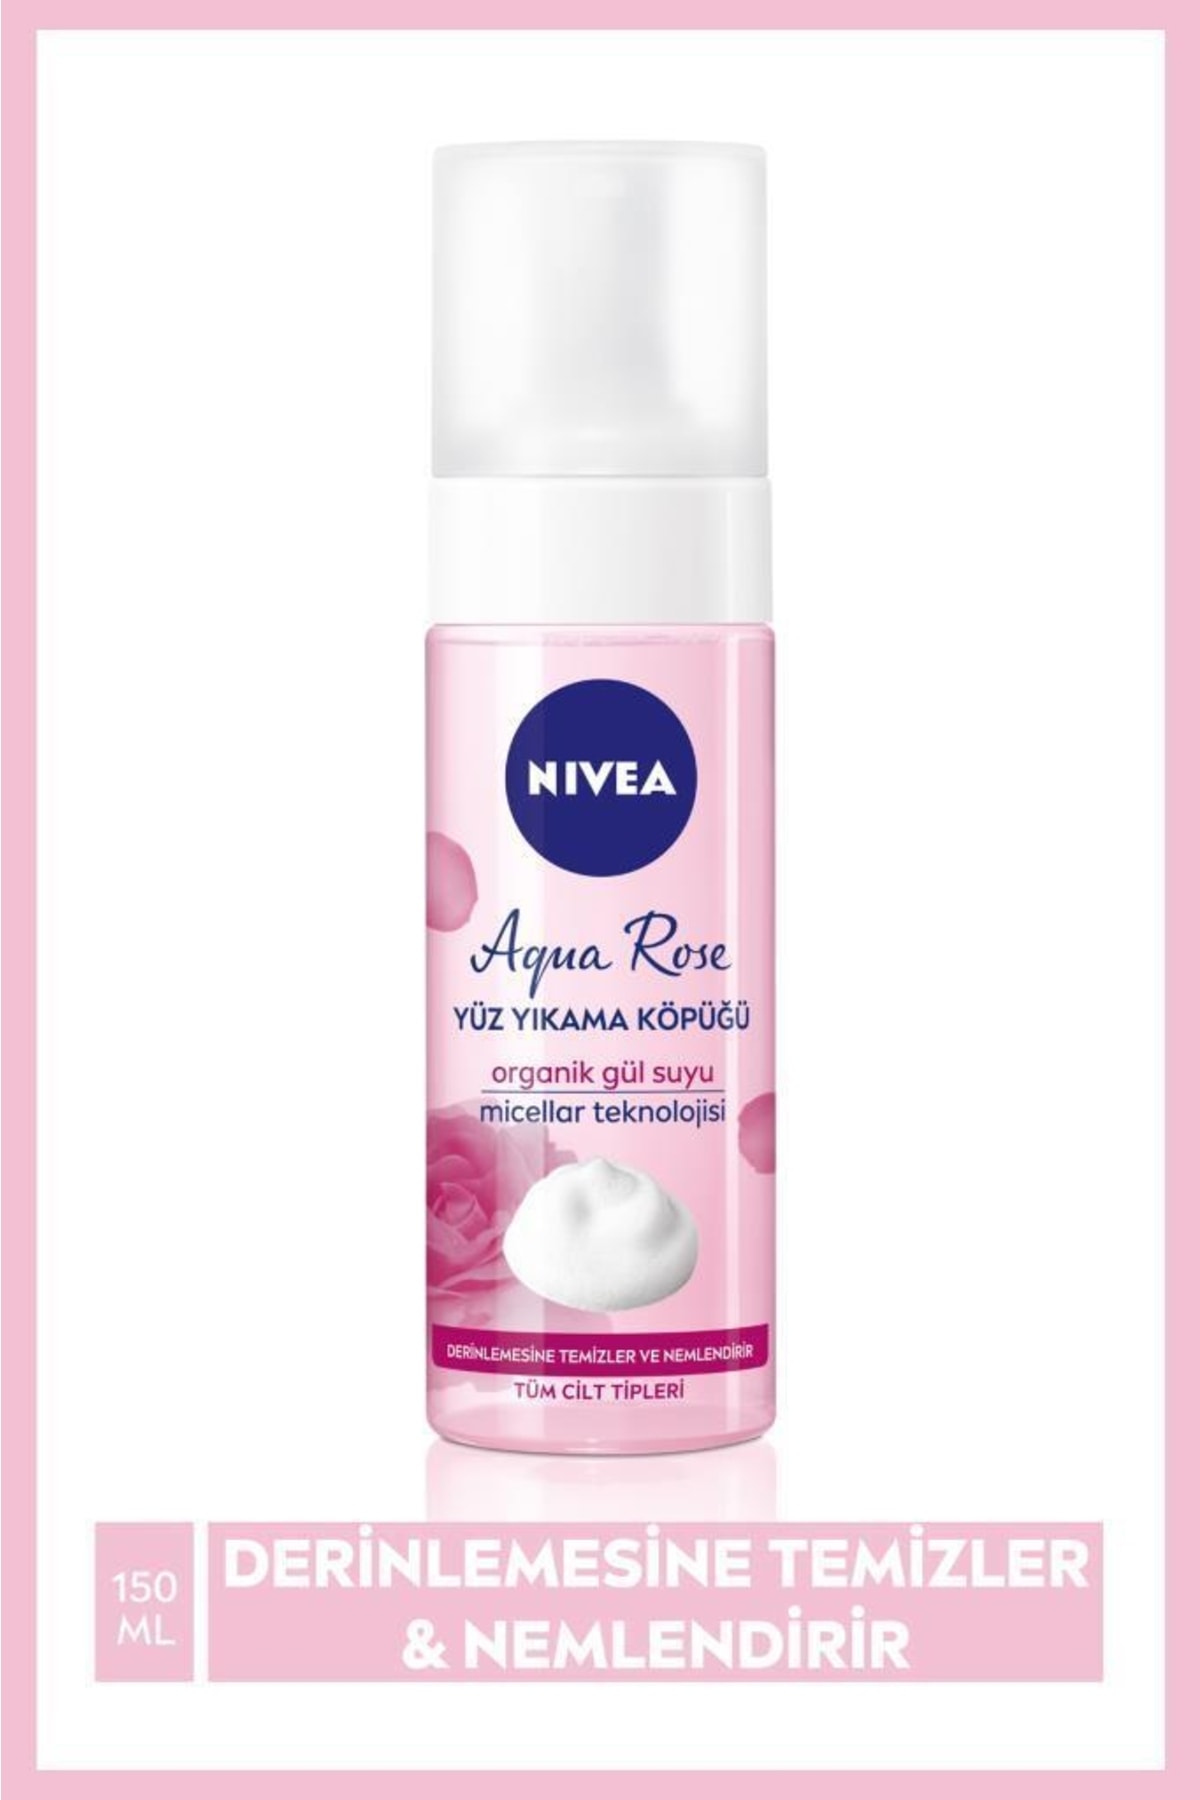 NIVEA
Aqua Rose
YÜZ YIKAMA KÖPÜĞÜ
organik gül suyu
micellar teknolojisi
DERİNLEMESİNE TEMİZLER VE NEMLENDİRİR
TÜM CİLT TİPLERİ
150
ML
DERİNLEMESİNE TEMİZLER
& NEMLENDİRİR